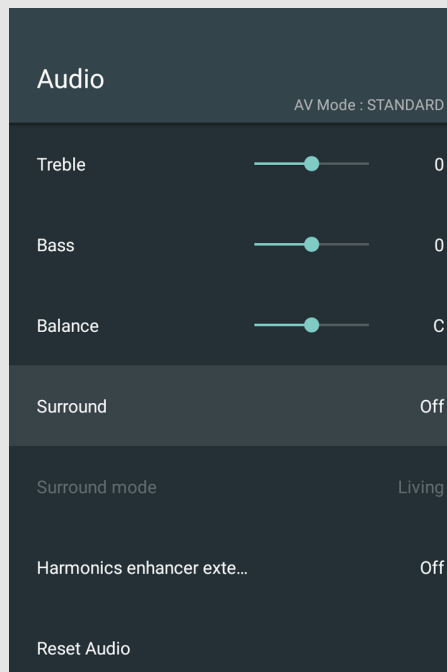 Audio
AV Mode : STANDARD
Treble 0
Bass 0
Balance C
Surround Off
Surround mode Living
Harmonics enhancer exte... Off
Reset Audio